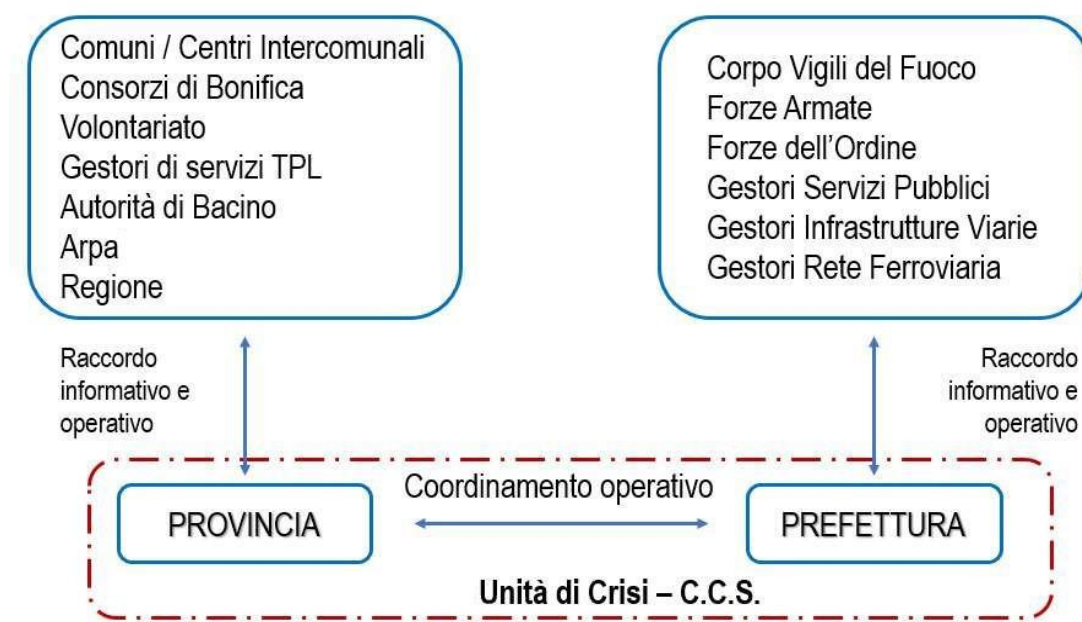 Comuni / Centri Intercomunali
Consorzi di Bonifica
Volontariato
Gestori di servizi TPL
Autorità di Bacino
Arpa
Regione
Corpo Vigili del Fuoco
Forze Armate
Forze dell’Ordine
Gestori Servizi Pubblici
Gestori Infrastrutture Viarie
Gestori Rete Ferroviaria
Raccordo
informativo e
operativo
Raccordo
informativo e
operativo
PROVINCIA
Coordinamento operativo
PREFETTURA
Unità di Crisi – C.C.S.